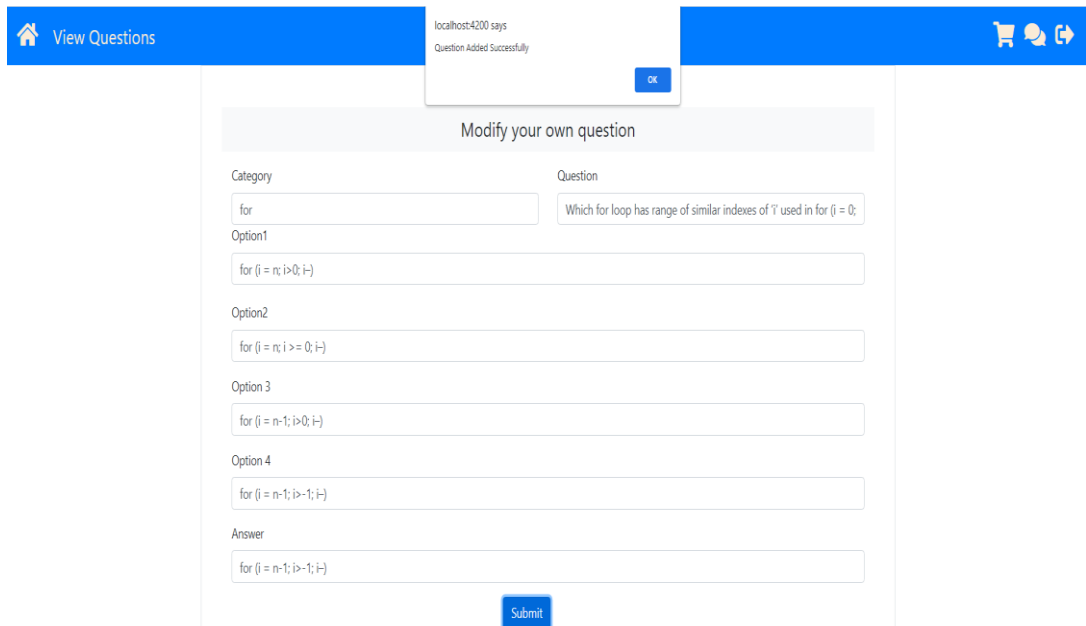 View Questions
localhost:4200 says
Question Added Successfully
OK
Modify your own question
Category
Question
for
Which for loop has range of similar indexes of 'i' used in for (i = 0;
Option1
for (i = n; i>0; i–)
Option2
for (i = n; i >= 0; i–)
Option 3
for (i = n-1; i>0; i–)
Option 4
for (i = n-1; i>-1; i–)
Answer
for (i = n-1; i>-1; i–)
Submit